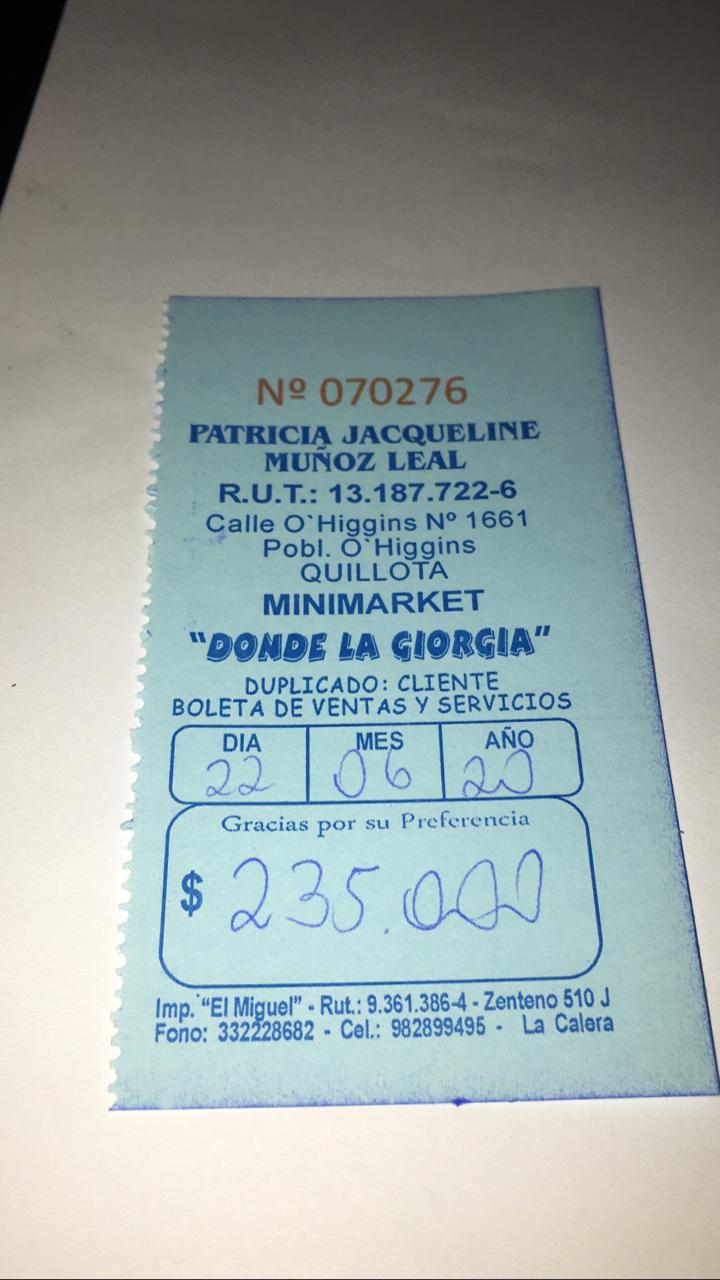 Nº 070276
PATRICIA JACQUELINE
MUÑOZ LEAL
R.U.T.: 13.187.722-6
Calle O`Higgins Nº 1661
Pobl. O`Higgins
QUILLOTA
MINIMARKET
"DONDE LA GIORGIA"
DUPLICADO: CLIENTE
BOLETA DE VENTAS Y SERVICIOS
DIA MES AÑO
22 06 20
Gracias por su Preferencia
$ 235.000
Imp. "El Miguel" - Rut.: 9.361.386-4 - Zenteno 510 J
Fono: 332228682 - Cel.: 982899495 - La Calera